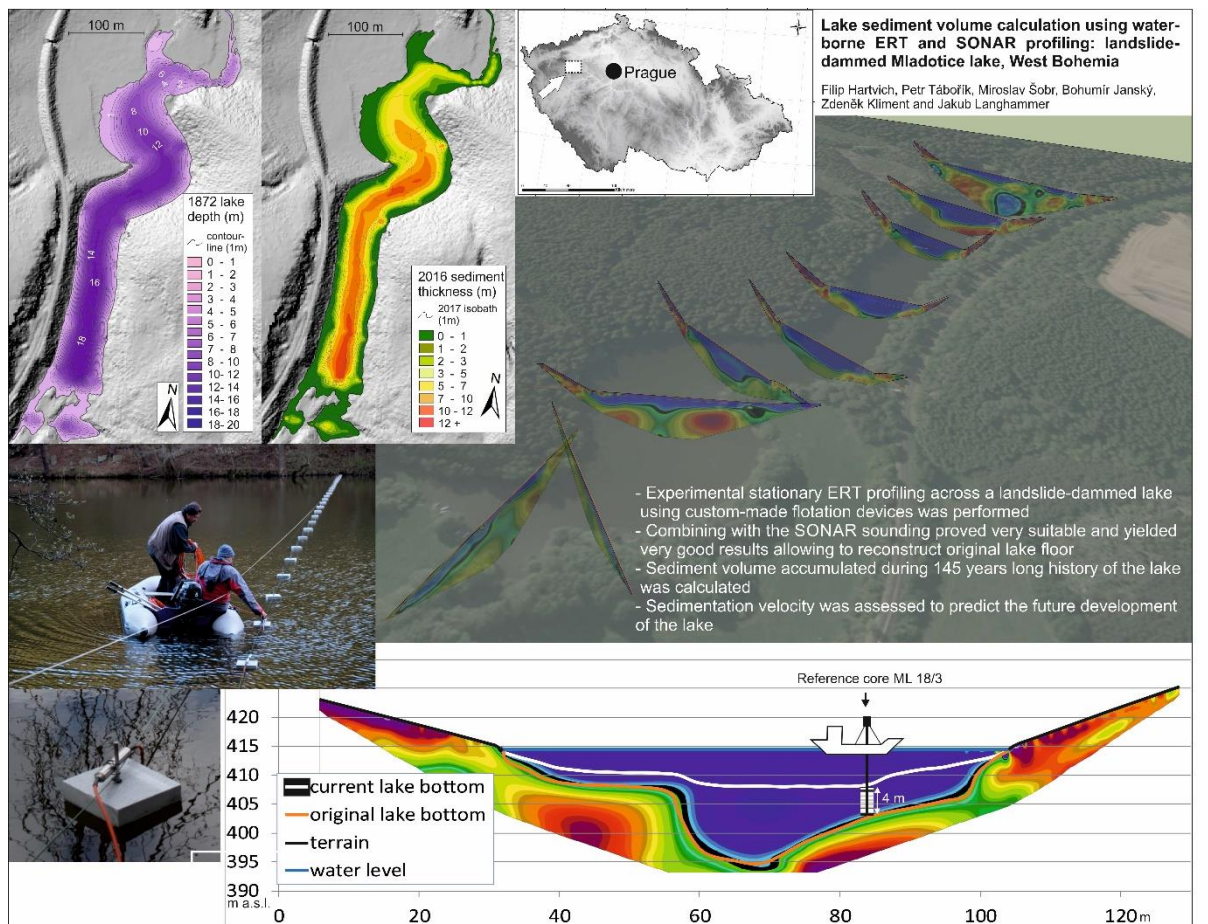 Lake sediment volume calculation using water-
borne ERT and SONAR profiling: landslide-
dammed Mladotice lake, West Bohemia
Filip Hartvich, Petr Tábořík, Miroslav Šobr, Bohumír Janský,
Zdeněk Kliment and Jakub Langhammer
100 m
6
4
2
8
10
12
14
16
18
1872 lake
depth (m)
contour-
line (1m)
0 - 1
1 - 2
2 - 3
3 - 4
4 - 5
5 - 6
6 - 7
7 - 8
8 - 10
10- 12
12- 14
14- 16
16- 18
18- 20
N
100 m
2016 sediment
thickness (m)
2017 isobath
(1m)
0 - 1
1 - 2
2 - 3
3 - 5
5 - 7
7 - 10
10 - 12
12 +
N
Prague
- Experimental stationary ERT profiling across a landslide-dammed lake
using custom-made flotation devices was performed
- Combining with the SONAR sounding proved very suitable and yielded
very good results allowing to reconstruct original lake floor
- Sediment volume accumulated during 145 years long history of the lake
was calculated
- Sedimentation velocity was assessed to predict the future development
of the lake
Reference core ML 18/3
4 m
420
415
410
405
400
395
390
m a.s.l.
current lake bottom
original lake bottom
terrain
water level
0 20 40 60 80 100 120 m